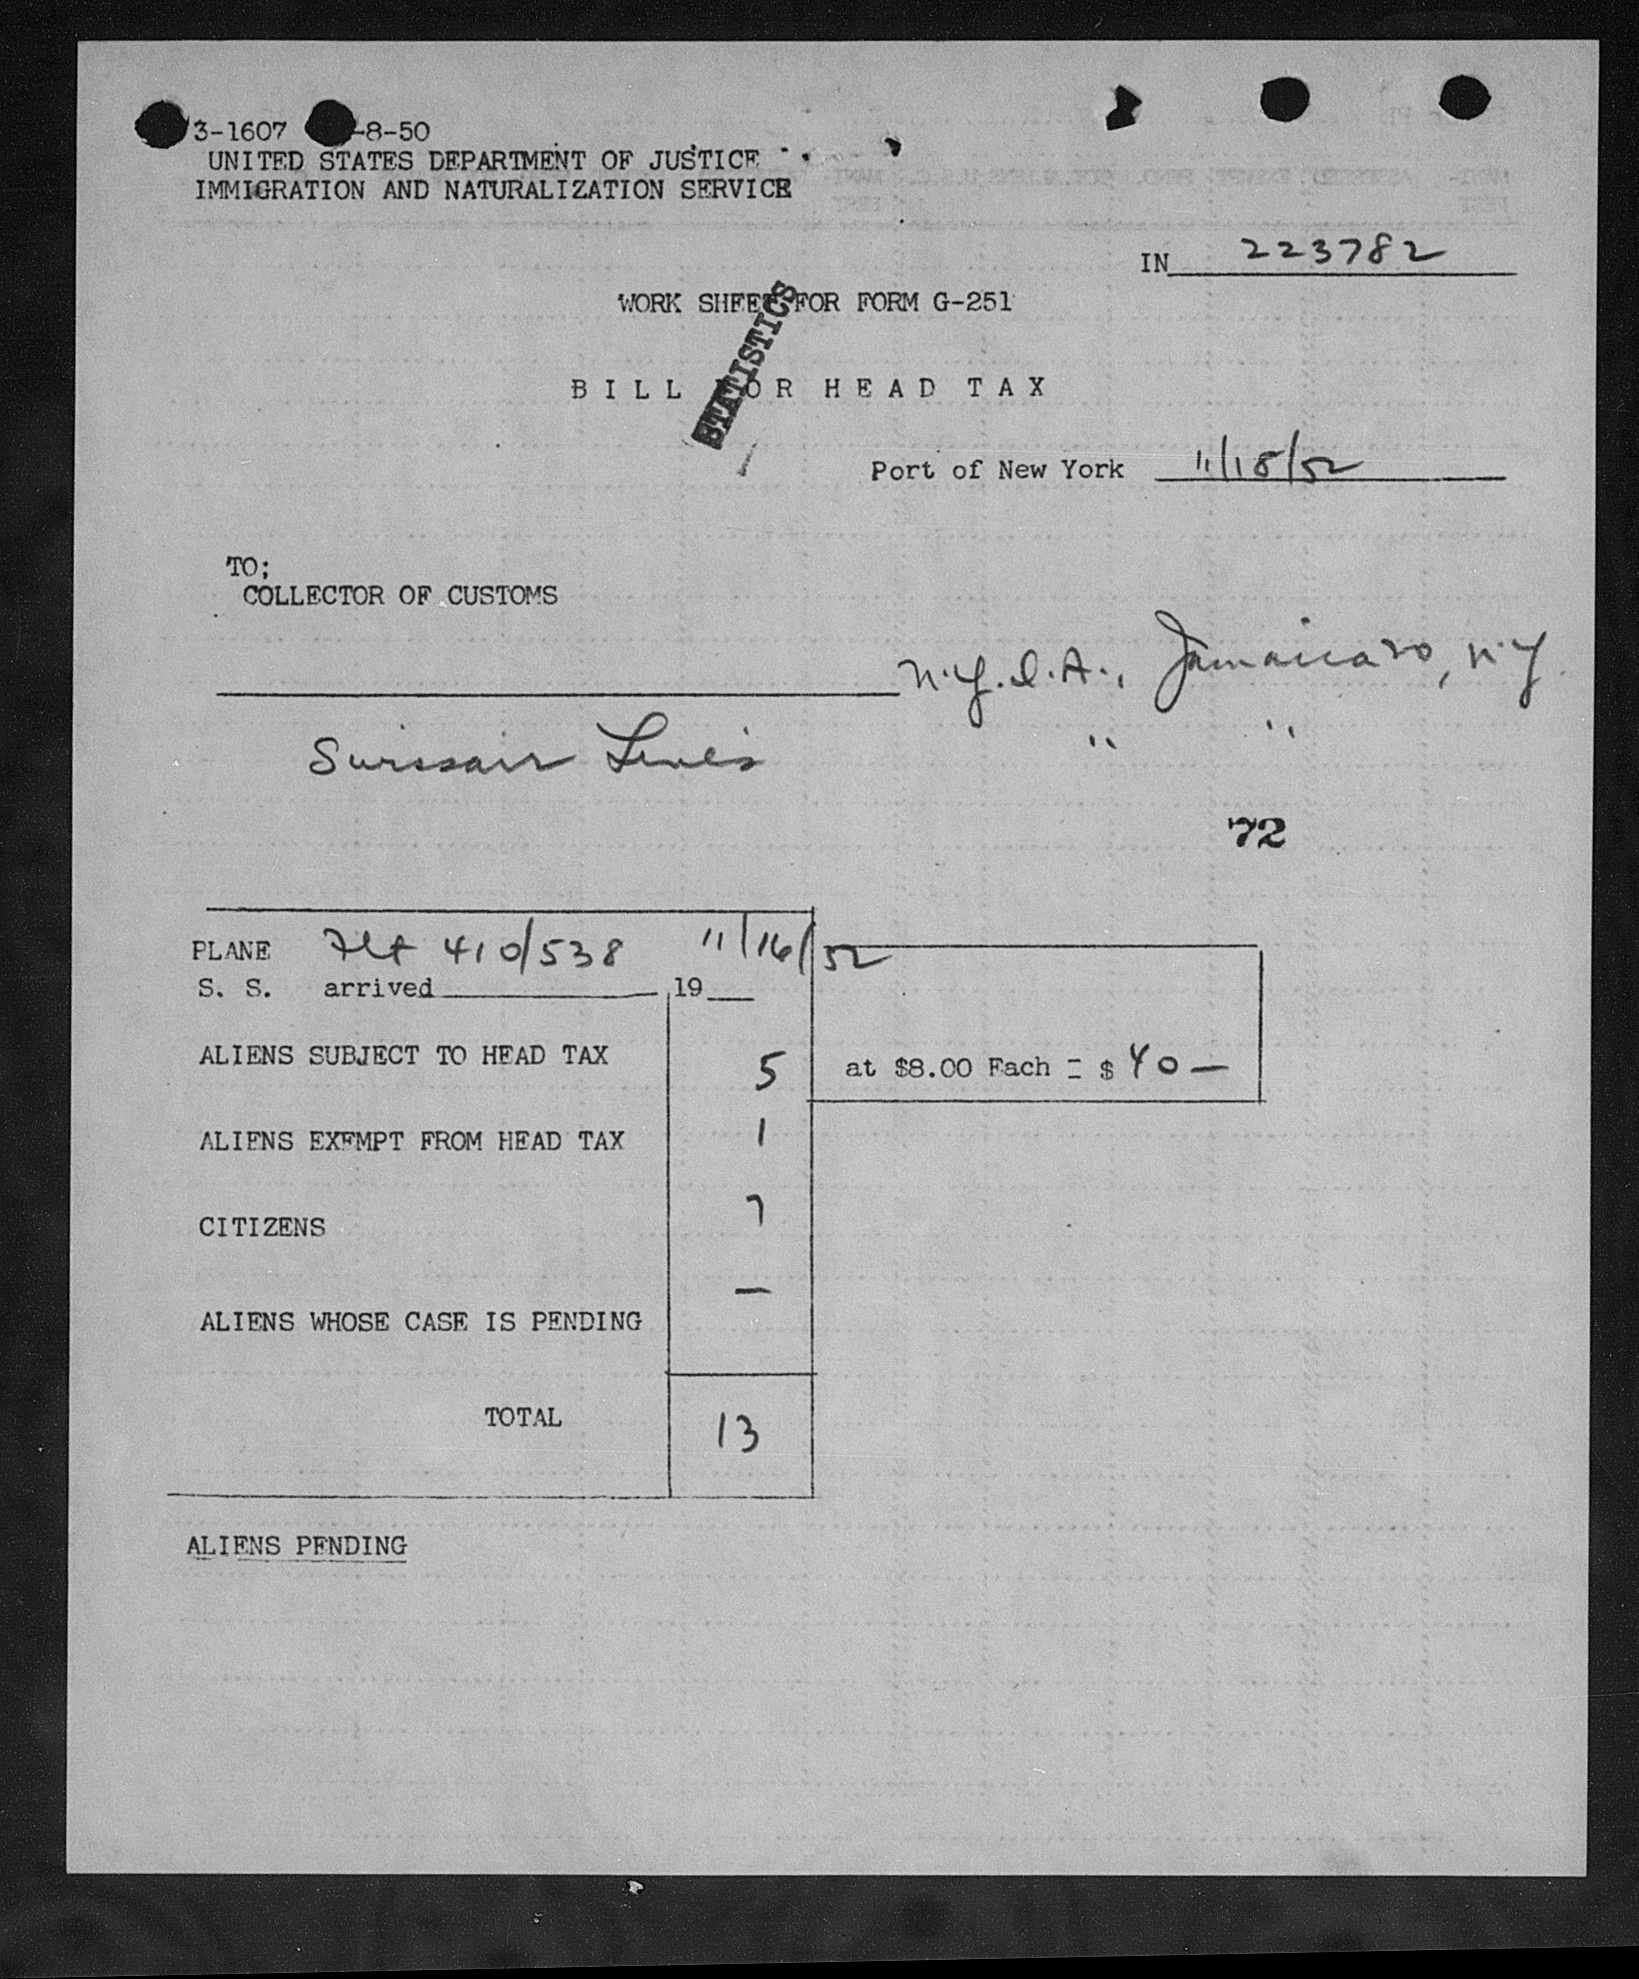 3-1607 -8-50
UNITED STATES DEPARTMENT OF JUSTICE
IMMIGRATION AND NATURALIZATION SERVICE
IN 223782
WORK SHEET FOR FORM G-251
STATISTICS
BILL FOR HEAD TAX
Port of New York 11/18/52
TO;
COLLECTOR OF CUSTOMS
N.Y.I.A., Jamaica 20, N.Y.
Swissair Lines " "
72
PLANE Flt 410/538 11/16/52
S. S. arrived 19
ALIENS SUBJECT TO HEAD TAX 5 at $8.00 Each = $ 40 —
ALIENS EXEMPT FROM HEAD TAX 1
CITIZENS 7
ALIENS WHOSE CASE IS PENDING —
TOTAL 13
ALIENS PENDING